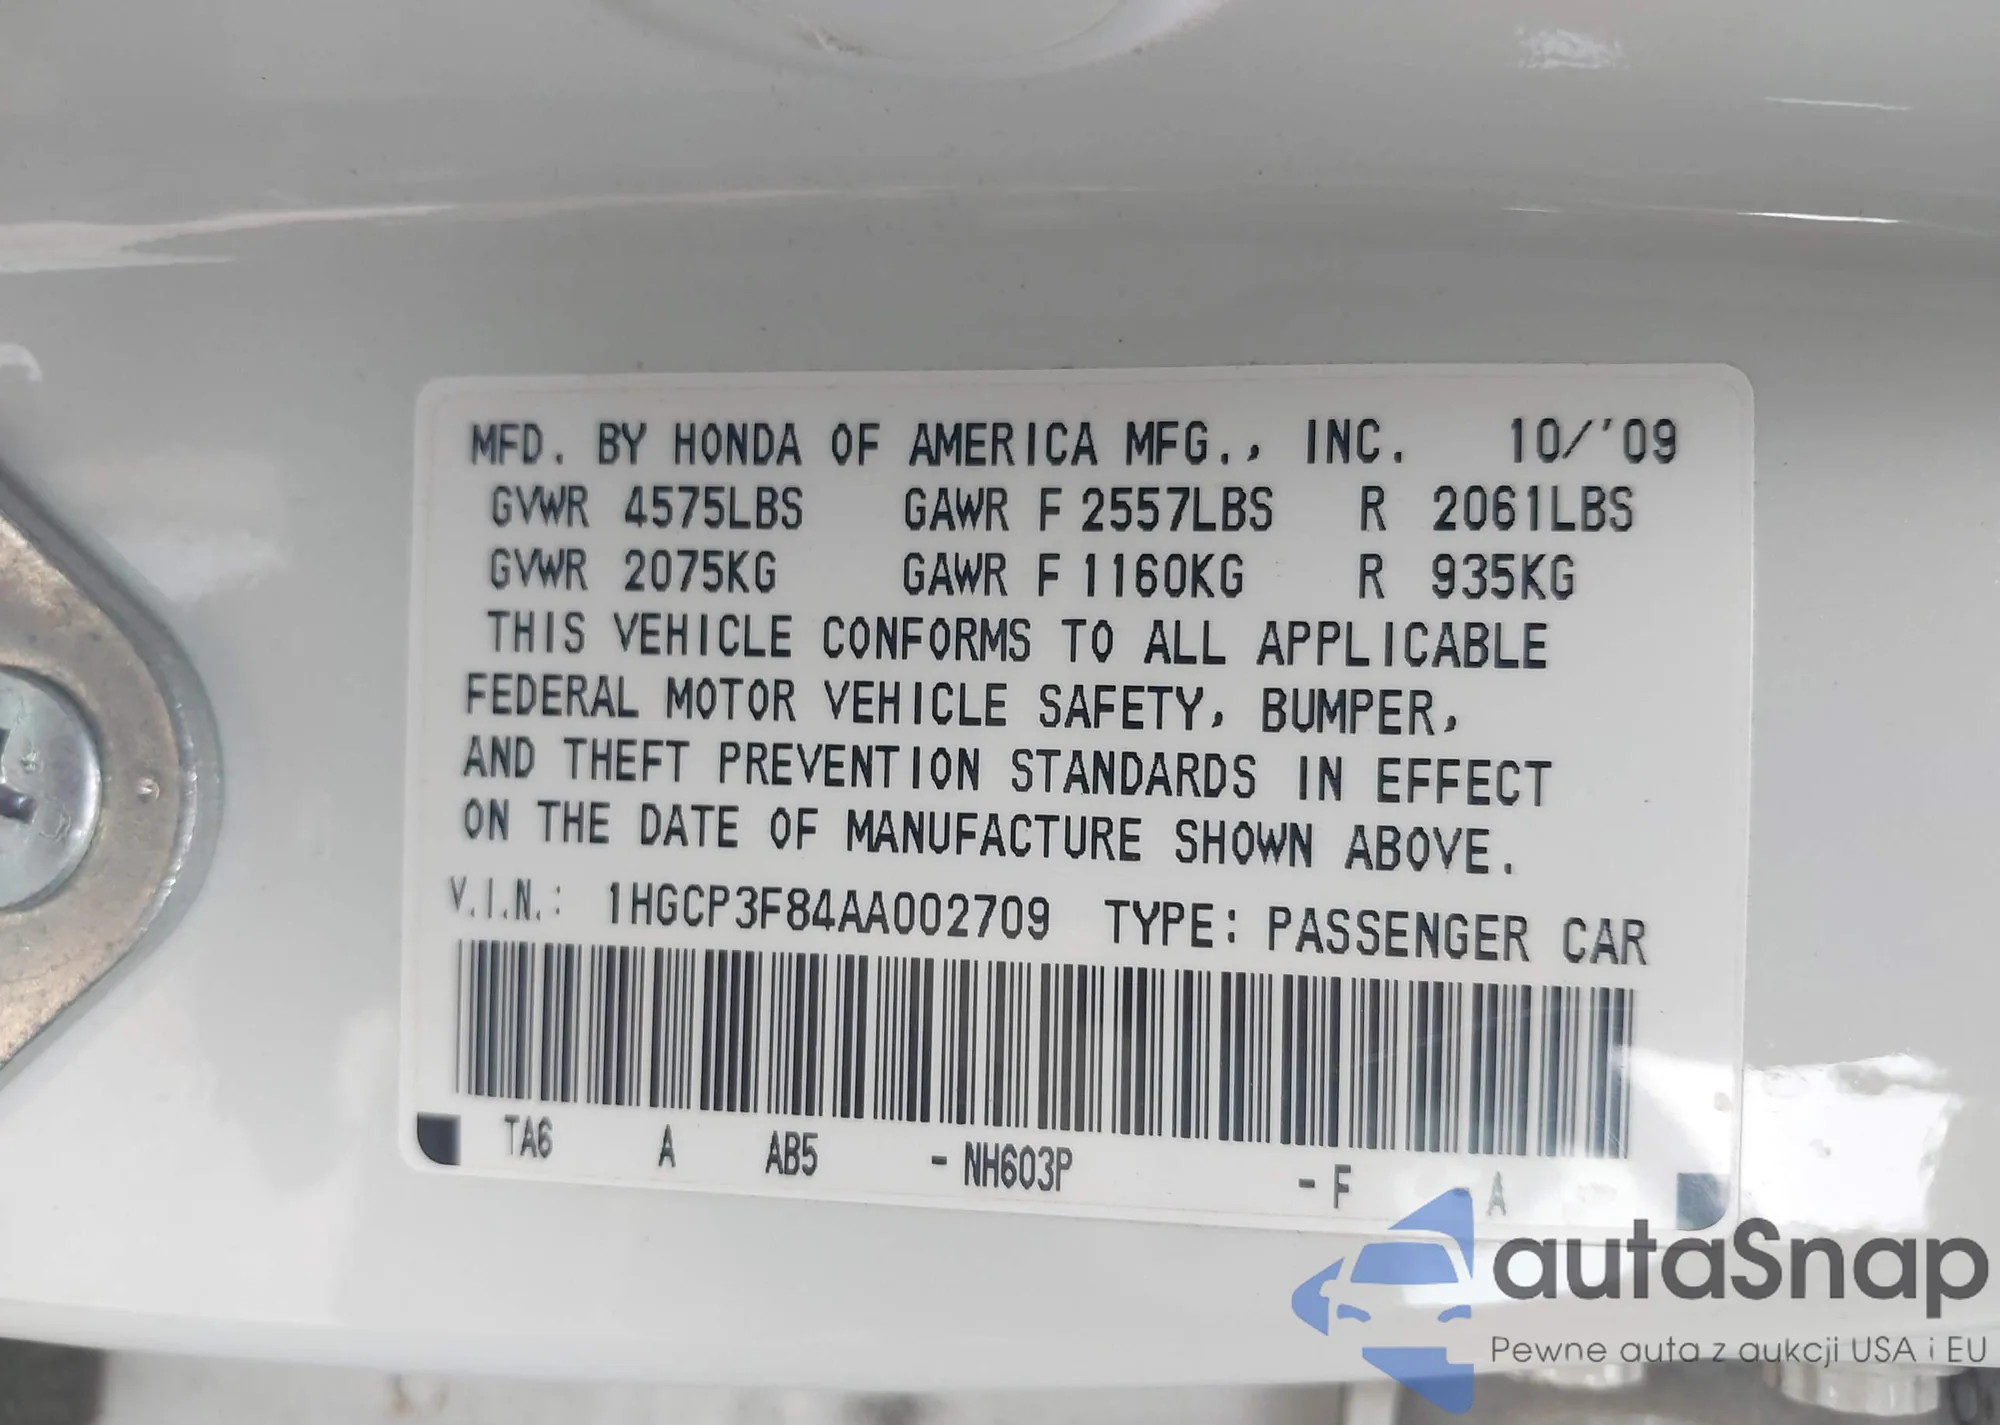 MFD. BY HONDA OF AMERICA MFG., INC. 10/'09
GVWR 4575LBS GAWR F 2557LBS R 2061LBS
GVWR 2075KG GAWR F 1160KG R 935KG
THIS VEHICLE CONFORMS TO ALL APPLICABLE
FEDERAL MOTOR VEHICLE SAFETY, BUMPER,
AND THEFT PREVENTION STANDARDS IN EFFECT
ON THE DATE OF MANUFACTURE SHOWN ABOVE.
V.I.N.: 1HGCP3F84AA002709 TYPE: PASSENGER CAR
TA6 A AB5 - NH603P - F A
autaSnap
Pewne auta z aukcji USA i EU